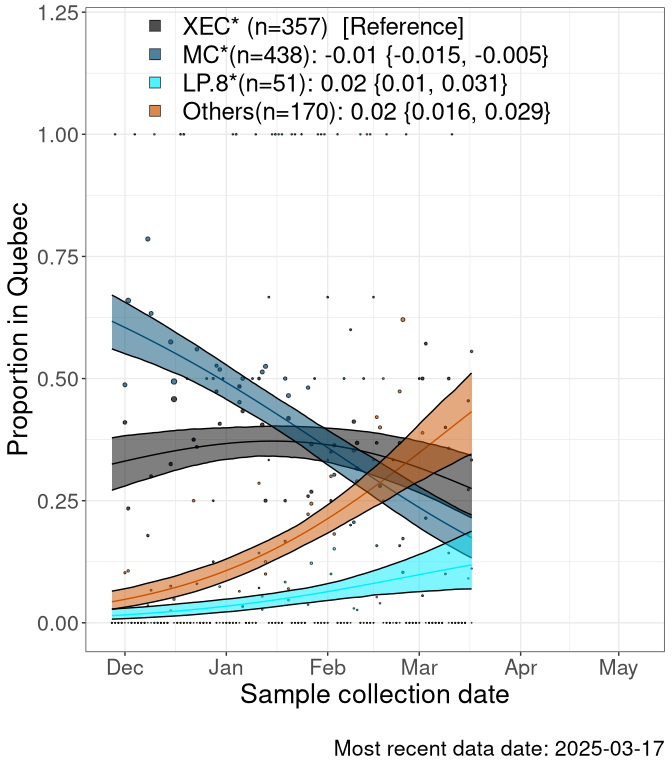 XEC* (n=357) [Reference]
MC*(n=438): -0.01 {-0.015, -0.005}
LP.8*(n=51): 0.02 {0.01, 0.031}
Others(n=170): 0.02 {0.016, 0.029}
1.25
1.00
0.75
0.50
0.25
0.00
Proportion in Quebec
Dec Jan Feb Mar Apr May
Sample collection date
Most recent data date: 2025-03-17